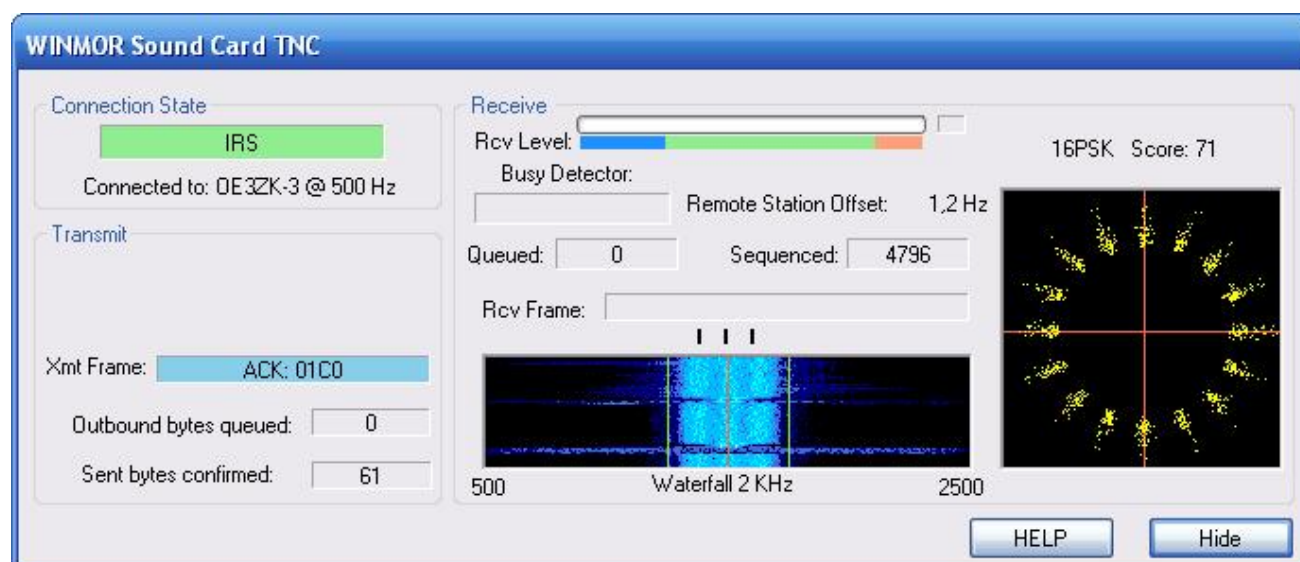 WINMOR Sound Card TNC
Connection State
IRS
Connected to: OE3ZK-3 @ 500 Hz
Transmit
Xmt Frame: ACK: 01C0
Outbound bytes queued: 0
Sent bytes confirmed: 61
Receive
Rcv Level:
Busy Detector:
Remote Station Offset: 1,2 Hz
Queued: 0 Sequenced: 4796
Rcv Frame:
500 Waterfall 2 KHz 2500
16PSK Score: 71
HELP Hide